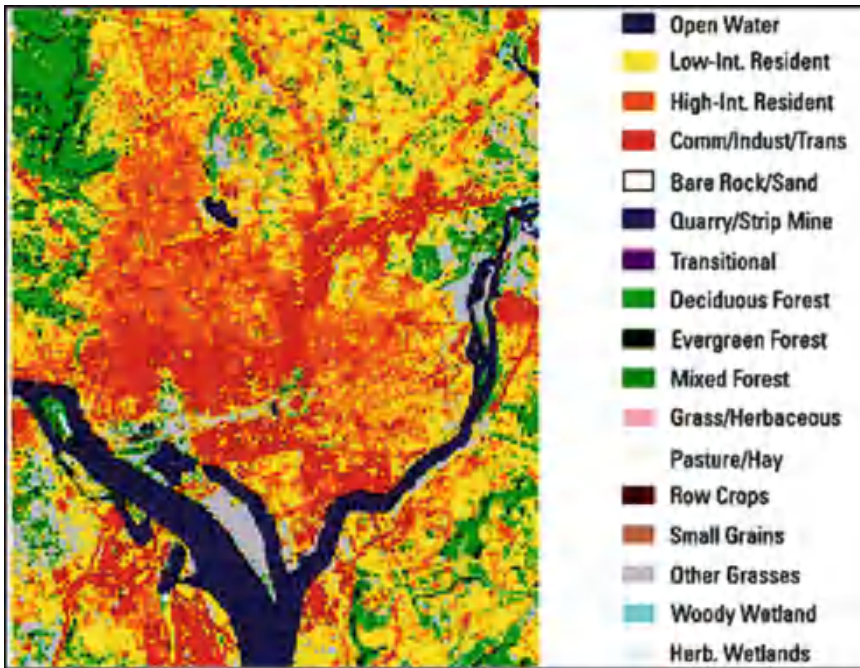 Open Water
Low-Int. Resident
High-Int. Resident
Comm/Indust/Trans
Bare Rock/Sand
Quarry/Strip Mine
Transitional
Deciduous Forest
Evergreen Forest
Mixed Forest
Grass/Herbaceous
Pasture/Hay
Row Crops
Small Grains
Other Grasses
Woody Wetland
Herb. Wetlands